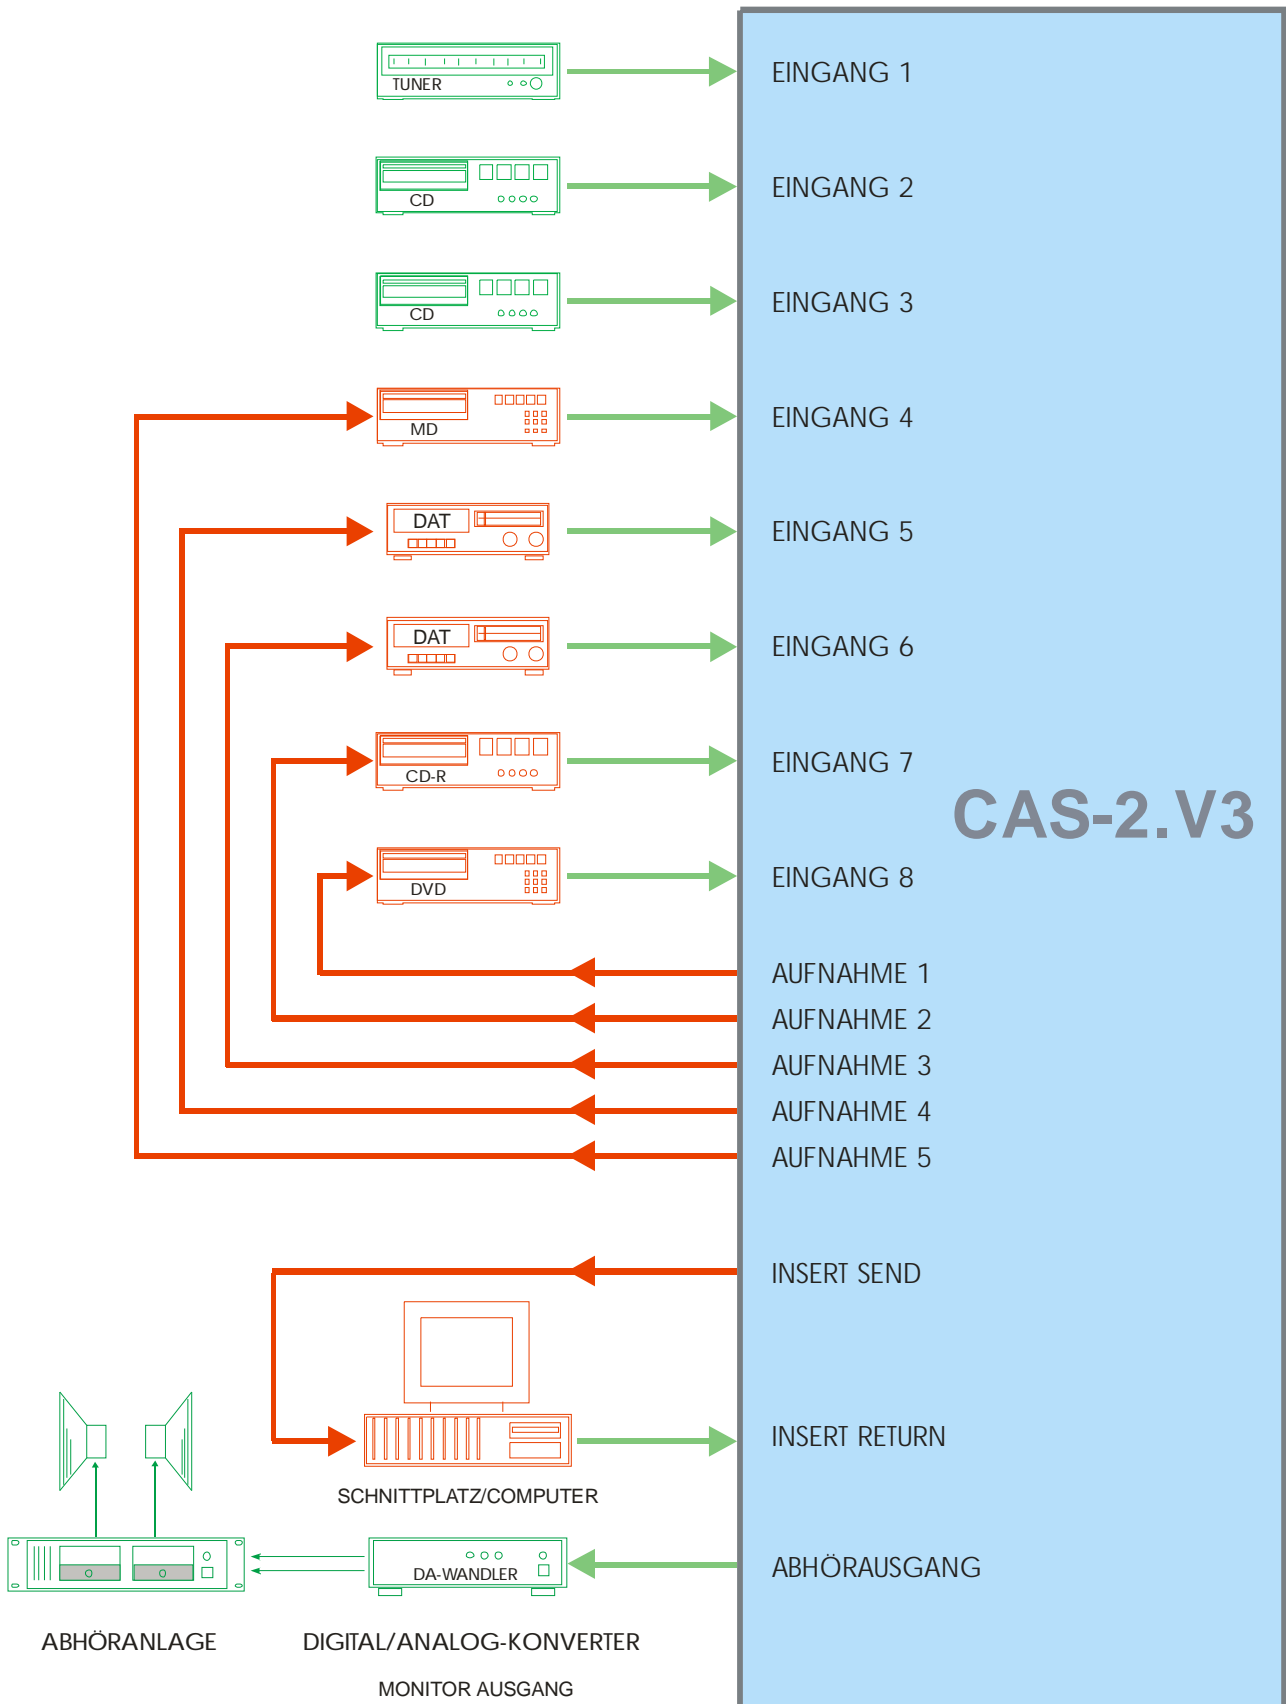 TUNER
EINGANG 1
CD
EINGANG 2
CD
EINGANG 3
MD
EINGANG 4
DAT
EINGANG 5
DAT
EINGANG 6
CD-R
EINGANG 7
CAS-2.V3
DVD
EINGANG 8
AUFNAHME 1
AUFNAHME 2
AUFNAHME 3
AUFNAHME 4
AUFNAHME 5
INSERT SEND
INSERT RETURN
SCHNITTPLATZ/COMPUTER
DA-WANDLER
ABHÖRAUSGANG
ABHÖRANLAGE
DIGITAL/ANALOG-KONVERTER
MONITOR AUSGANG